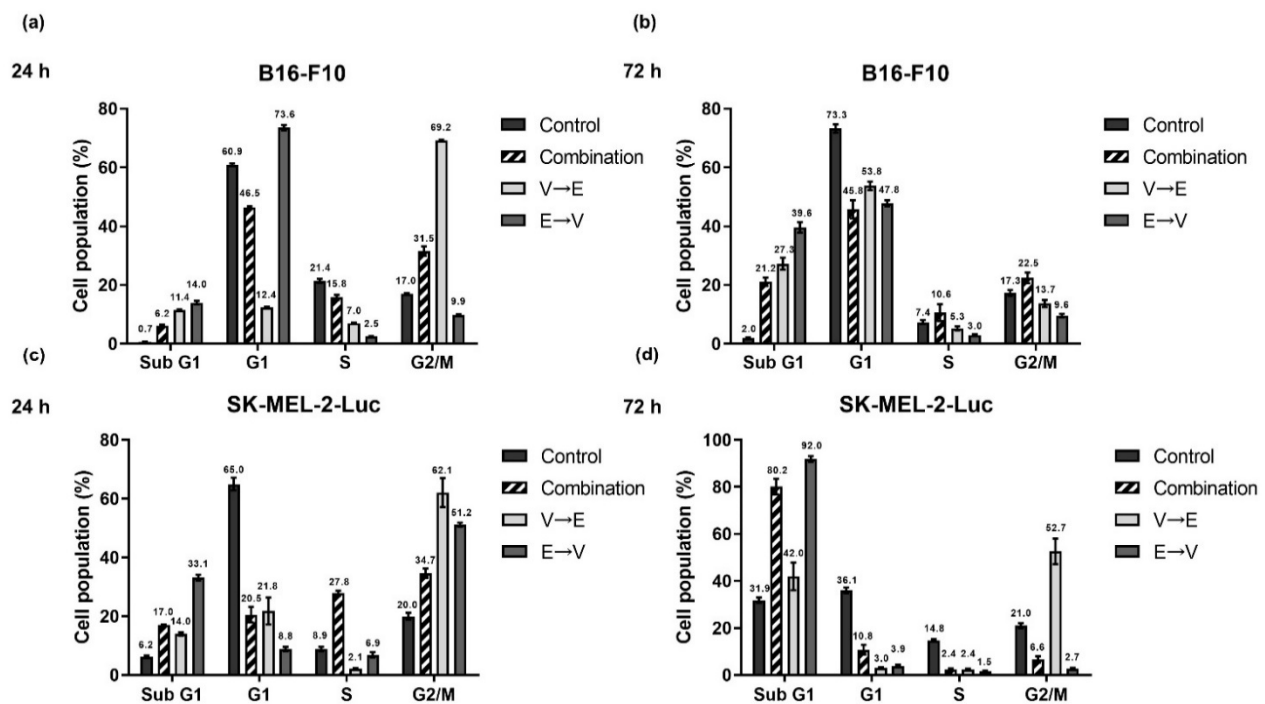 (a)
24 h
B16-F10
Cell population (%)
80
60
40
20
0
0.7 6.2 11.4 14.0
60.9 46.5 12.4 73.6
21.4 15.8 7.0 2.5
17.0 31.5 69.2 9.9
Sub G1 G1 S G2/M
Control
Combination
V→E
E→V
(b)
72 h
B16-F10
Cell population (%)
80
60
40
20
0
2.0 21.2 27.3 39.6
73.3 45.8 53.8 47.8
7.4 10.6 5.3 3.0
17.3 22.5 13.7 9.6
Sub G1 G1 S G2/M
Control
Combination
V→E
E→V
(c)
24 h
SK-MEL-2-Luc
Cell population (%)
80
60
40
20
0
6.2 17.0 14.0 33.1
65.0 20.5 21.8 8.8
8.9 27.8 2.1 6.9
20.0 34.7 62.1 51.2
Sub G1 G1 S G2/M
Control
Combination
V→E
E→V
(d)
72 h
SK-MEL-2-Luc
Cell population (%)
100
80
60
40
20
0
31.9 80.2 42.0 92.0
36.1 10.8 3.0 3.9
14.8 2.4 2.4 1.5
21.0 6.6 52.7 2.7
Sub G1 G1 S G2/M
Control
Combination
V→E
E→V